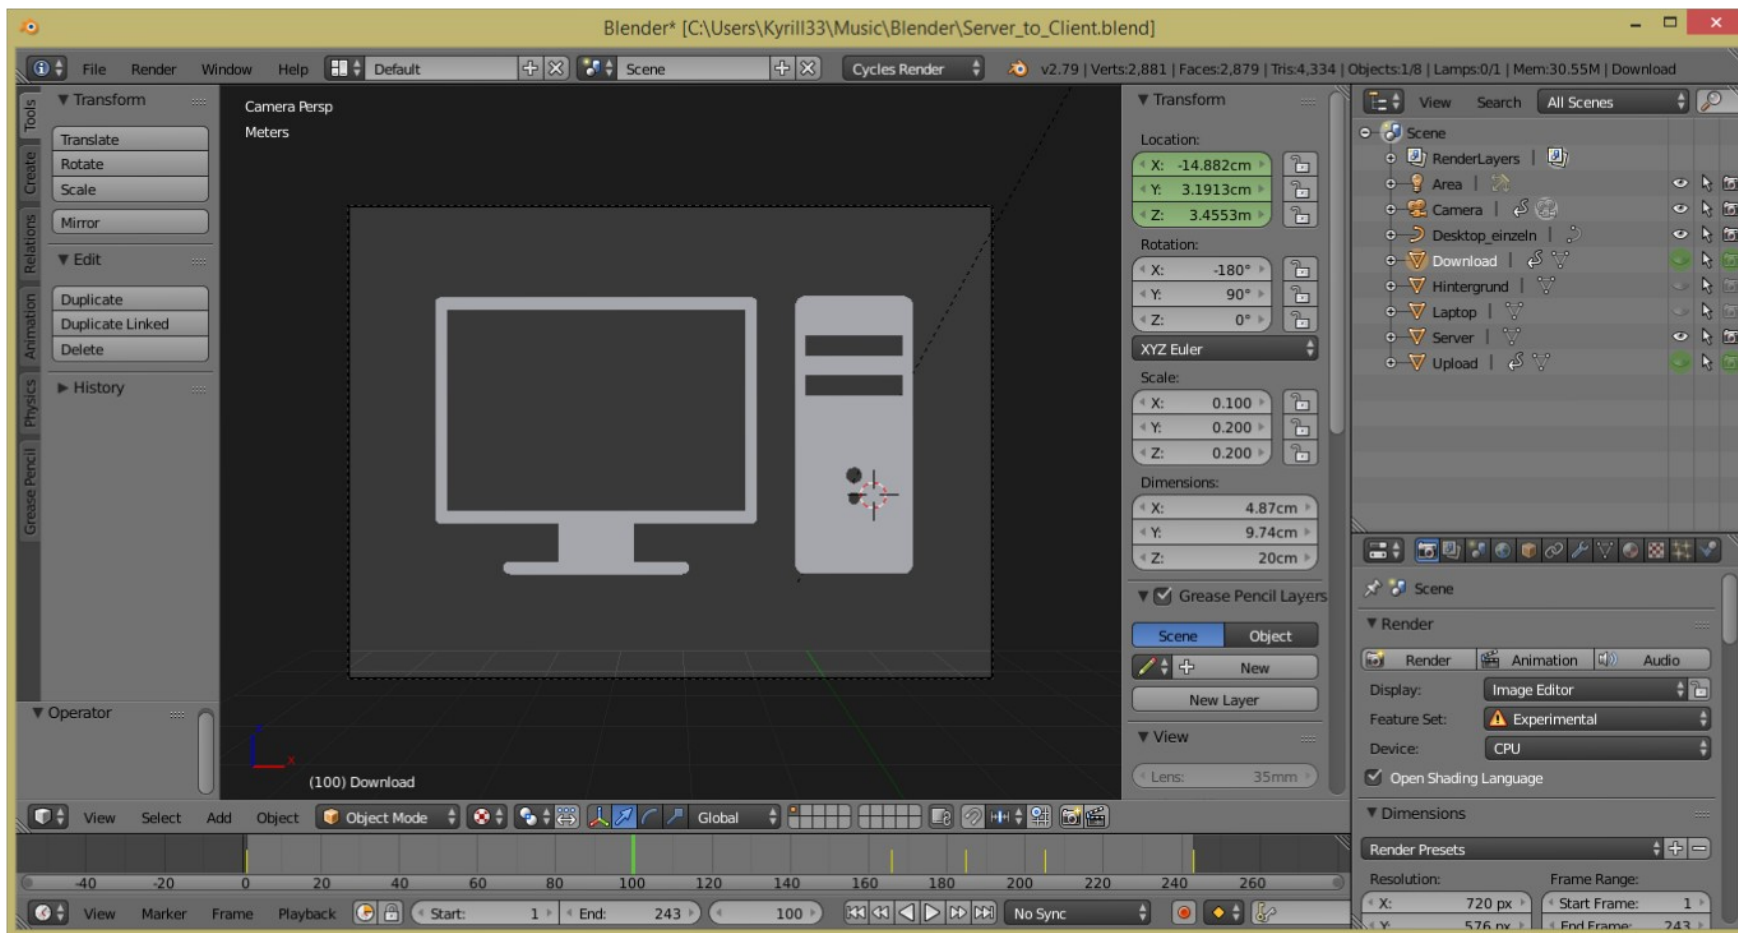 Blender* [C:\Users\Kyrill33\Music\Blender\Server_to_Client.blend]
File Render Window Help Default Scene Cycles Render v2.79 | Verts:2,881 | Faces:2,879 | Tris:4,334 | Objects:1/8 | Lamps:0/1 | Mem:30.55M | Download
Tools
Create
Relations
Animation
Physics
Grease Pencil
Transform
Translate
Rotate
Scale
Mirror
Edit
Duplicate
Duplicate Linked
Delete
History
Operator
Camera Persp
Meters
(100) Download
Transform
Location:
X: -14.882cm
Y: 3.1913cm
Z: 3.4553m
Rotation:
X: -180°
Y: 90°
Z: 0°
XYZ Euler
Scale:
X: 0.100
Y: 0.200
Z: 0.200
Dimensions:
X: 4.87cm
Y: 9.74cm
Z: 20cm
Grease Pencil Layers
Scene Object
New
New Layer
View
Lens: 35mm
View Search All Scenes
Scene
RenderLayers |
Area |
Camera |
Desktop_einzeln |
Download |
Hintergrund |
Laptop |
Server |
Upload |
Scene
Render
Render Animation Audio
Display: Image Editor
Feature Set: Experimental
Device: CPU
Open Shading Language
Dimensions
Render Presets
Resolution: Frame Range:
X: 720 px Start Frame: 1
Y: 576 px End Frame: 243
View Select Add Object Object Mode Global
-40 -20 0 20 40 60 80 100 120 140 160 180 200 220 240 260
View Marker Frame Playback Start: 1 End: 243 100 No Sync